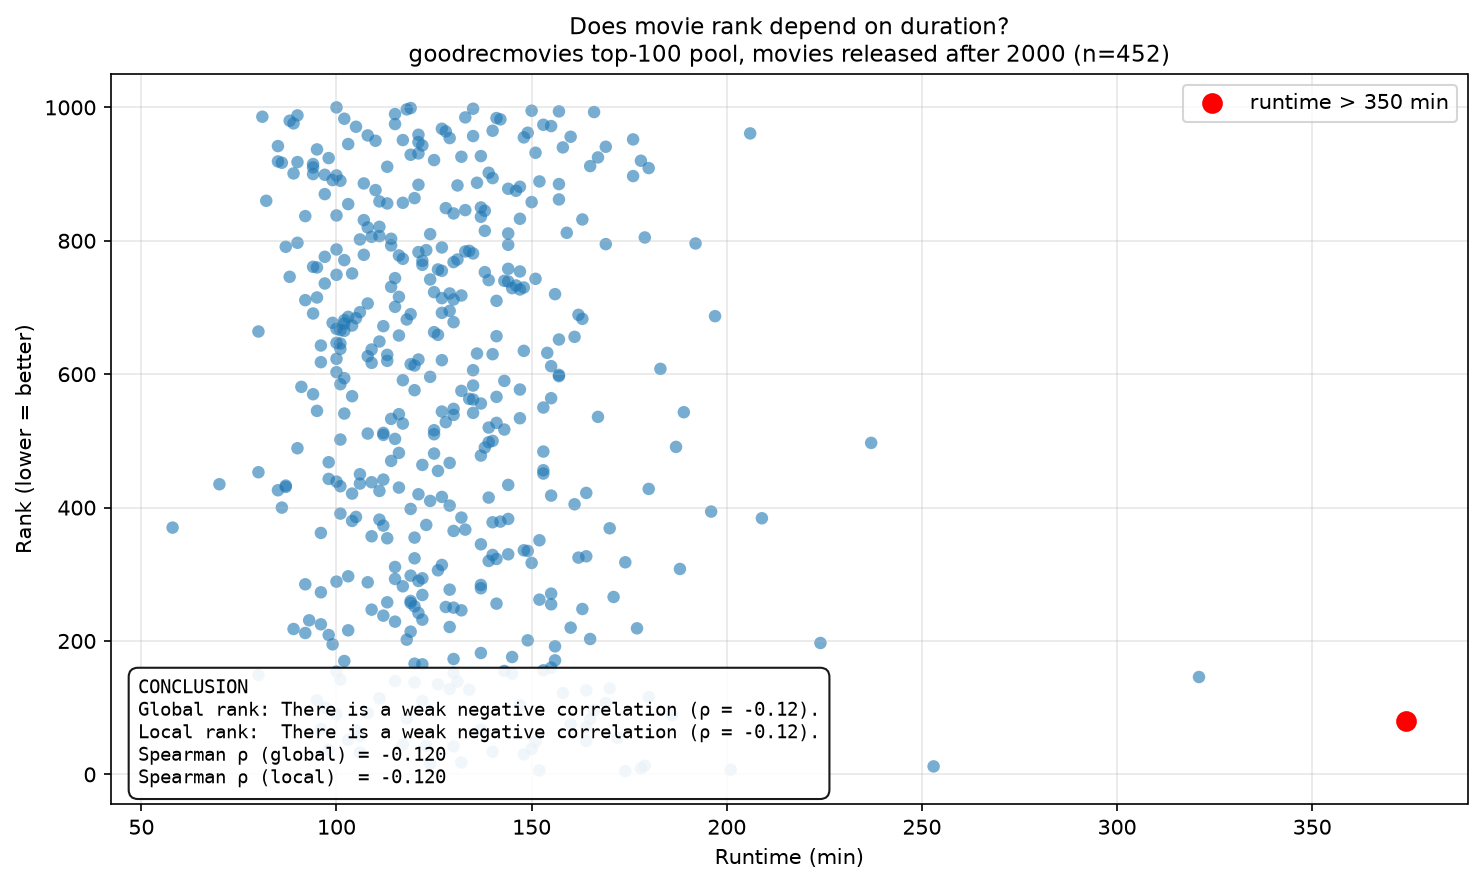 Does movie rank depend on duration?
goodrecmovies top-100 pool, movies released after 2000 (n=452)
runtime > 350 min
Rank (lower = better)
1000
800
600
400
200
0
CONCLUSION
Global rank: There is a weak negative correlation (ρ = -0.12).
Local rank:  There is a weak negative correlation (ρ = -0.12).
Spearman ρ (global) = -0.120
Spearman ρ (local)  = -0.120
50 100 150 200 250 300 350
Runtime (min)